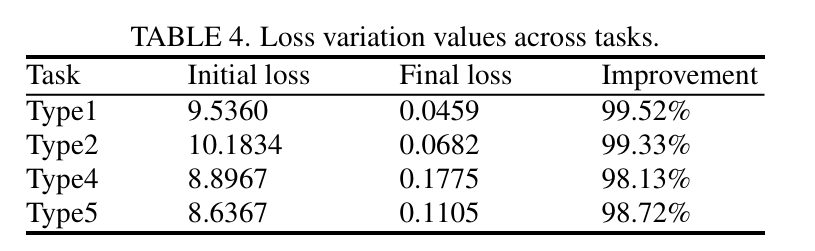 TABLE 4. Loss variation values across tasks.
Task Initial loss Final loss Improvement
Type1 9.5360 0.0459 99.52%
Type2 10.1834 0.0682 99.33%
Type4 8.8967 0.1775 98.13%
Type5 8.6367 0.1105 98.72%